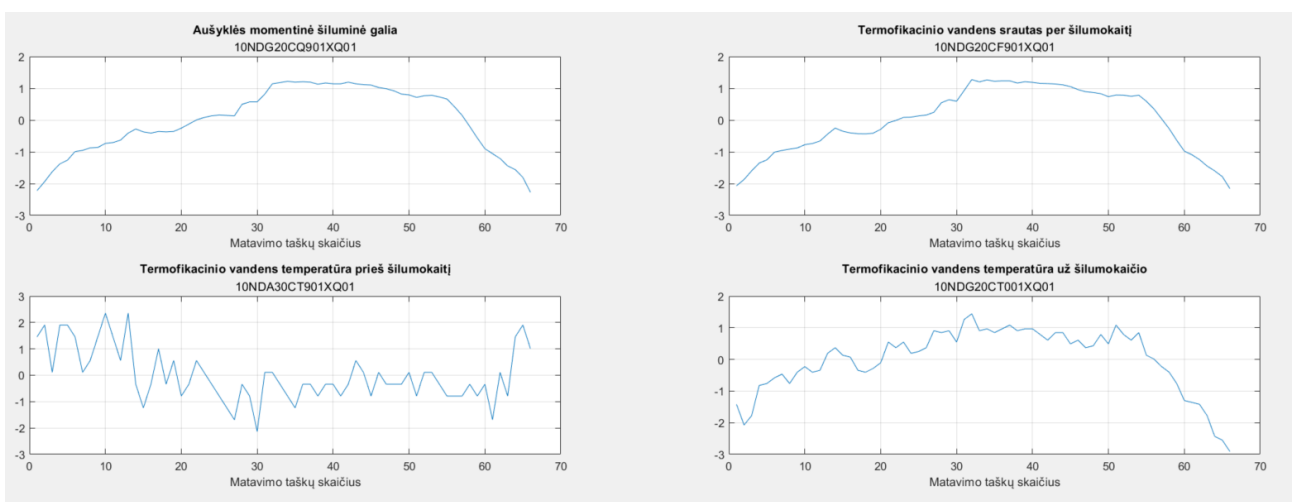 Aušyklės momentinė šiluminė galia
10NDG20CQ901XQ01
2
1
0
-1
-2
-3
0 10 20 30 40 50 60 70
Matavimo taškų skaičius
Termofikacinio vandens srautas per šilumokaitį
10NDG20CF901XQ01
2
1
0
-1
-2
-3
0 10 20 30 40 50 60 70
Matavimo taškų skaičius
Termofikacinio vandens temperatūra prieš šilumokaitį
10NDA30CT901XQ01
3
2
1
0
-1
-2
-3
0 10 20 30 40 50 60 70
Matavimo taškų skaičius
Termofikacinio vandens temperatūra už šilumokaičio
10NDG20CT001XQ01
2
1
0
-1
-2
-3
0 10 20 30 40 50 60 70
Matavimo taškų skaičius